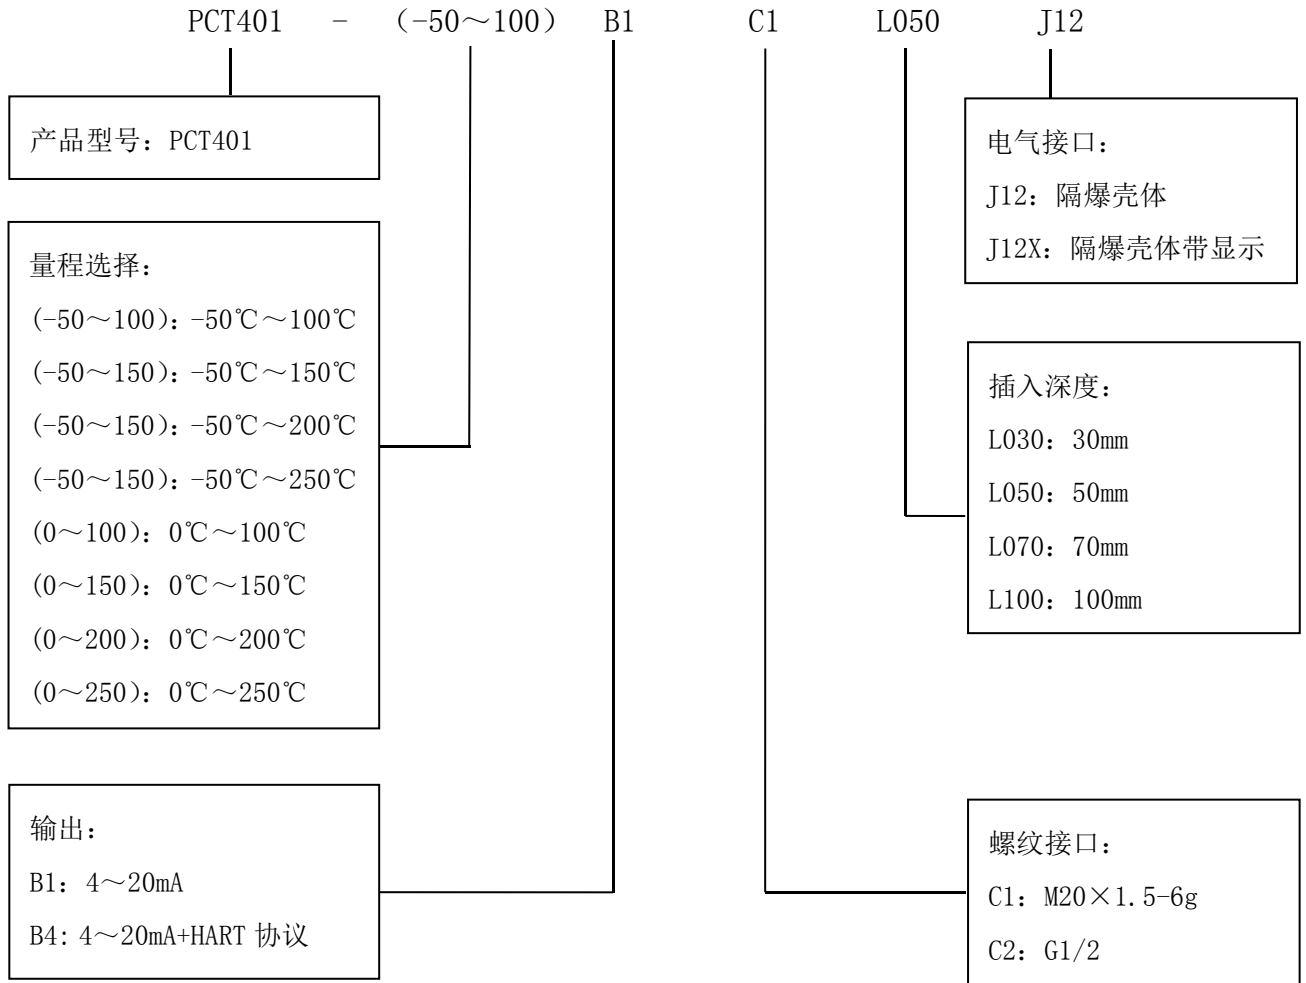 PCT401 - (-50～100) B1 C1 L050 J12
产品型号：PCT401
量程选择：
(-50～100)：-50℃～100℃
(-50～150)：-50℃～150℃
(-50～150)：-50℃～200℃
(-50～150)：-50℃～250℃
(0～100)：0℃～100℃
(0～150)：0℃～150℃
(0～200)：0℃～200℃
(0～250)：0℃～250℃
输出：
B1：4～20mA
B4：4～20mA+HART 协议
电气接口：
J12：隔爆壳体
J12X：隔爆壳体带显示
插入深度：
L030：30mm
L050：50mm
L070：70mm
L100：100mm
螺纹接口：
C1：M20×1.5-6g
C2：G1/2